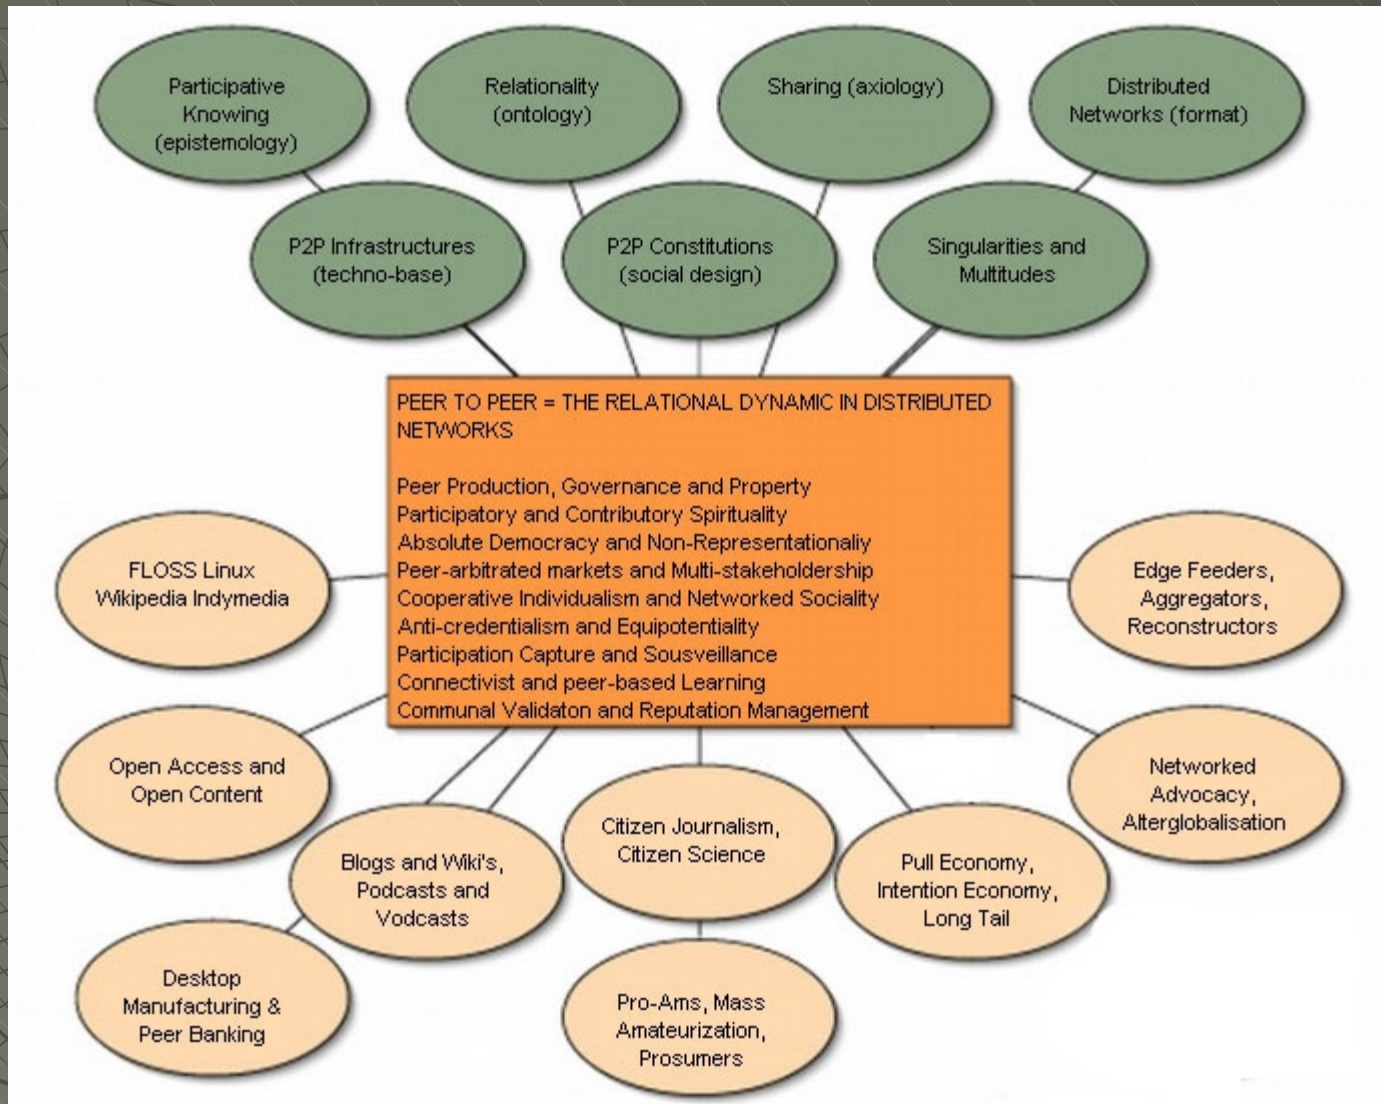 Participative
Knowing
(epistemology)
Relationality
(ontology)
Sharing (axiology)
Distributed
Networks (format)
P2P Infrastructures
(techno-base)
P2P Constitutions
(social design)
Singularities and
Multitudes
PEER TO PEER = THE RELATIONAL DYNAMIC IN DISTRIBUTED
NETWORKS
Peer Production, Governance and Property
Participatory and Contributory Spirituality
Absolute Democracy and Non-Representationaliy
Peer-arbitrated markets and Multi-stakeholdership
Cooperative Individualism and Networked Sociality
Anti-credentialism and Equipotentiality
Participation Capture and Sousveillance
Connectivist and peer-based Learning
Communal Validaton and Reputation Management
FLOSS Linux
Wikipedia Indymedia
Edge Feeders,
Aggregators,
Reconstructors
Open Access and
Open Content
Networked
Advocacy,
Alterglobalisation
Blogs and Wiki's,
Podcasts and
Vodcasts
Citizen Journalism,
Citizen Science
Pull Economy,
Intention Economy,
Long Tail
Desktop
Manufacturing &
Peer Banking
Pro-Ams, Mass
Amateurization,
Prosumers